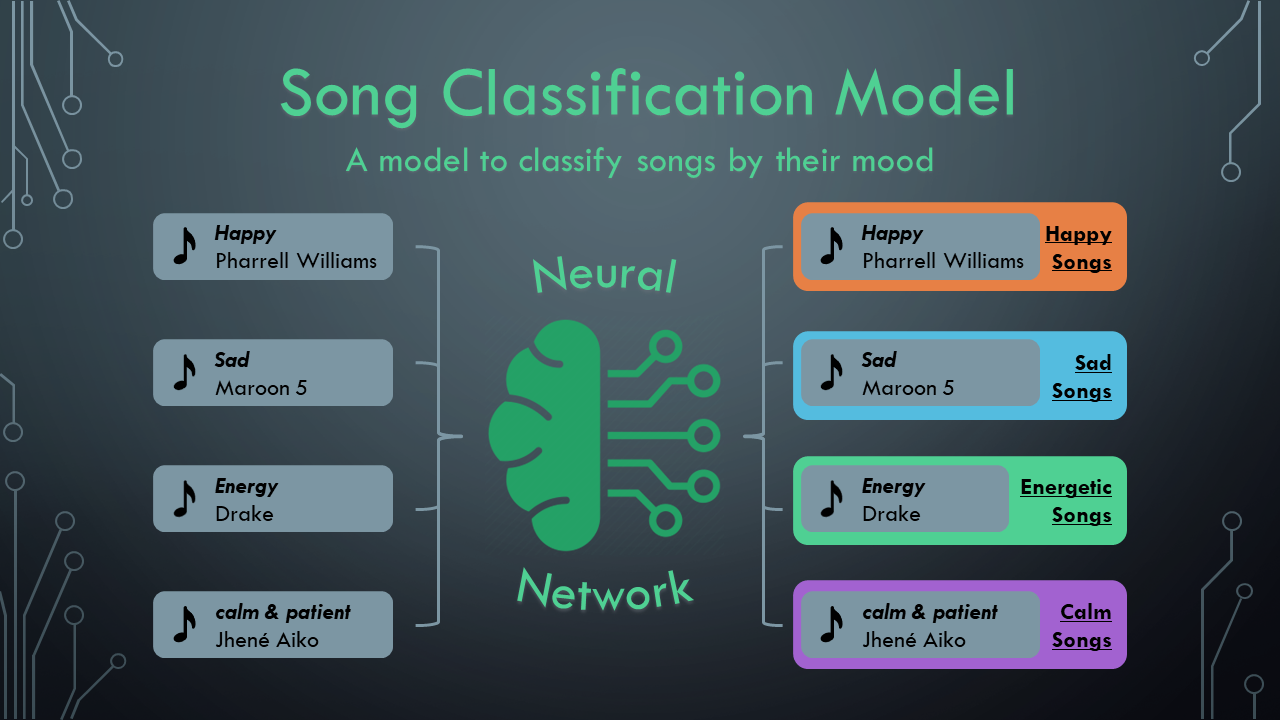 Song Classification Model
A model to classify songs by their mood
Happy
Pharrell Williams
Sad
Maroon 5
Energy
Drake
calm & patient
Jhené Aiko
Neural
Network
Happy
Pharrell Williams
Happy
Songs
Sad
Maroon 5
Sad
Songs
Energy
Drake
Energetic
Songs
calm & patient
Jhené Aiko
Calm
Songs